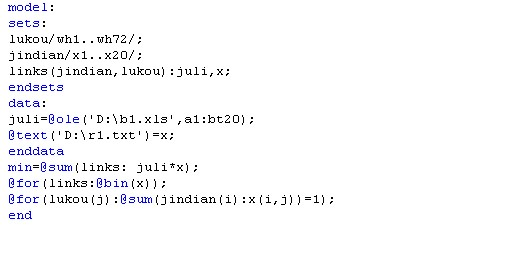 model:
sets:
lukou/wh1..wh72/;
jindian/x1..x20/;
links(jindian,lukou):juli,x;
endsets
data:
juli=@ole('D:\b1.xls',a1:bt20);
@text('D:\r1.txt')=x;
enddata
min=@sum(links: juli*x);
@for(links:@bin(x));
@for(lukou(j):@sum(jindian(i):x(i,j))=1);
end